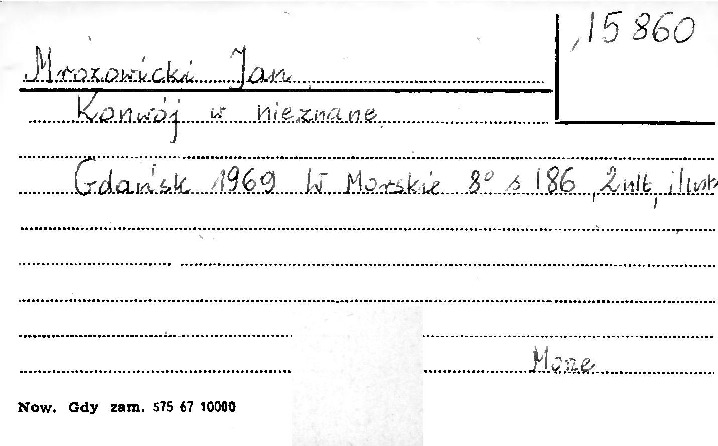 15860
Mrozowicki Jan
Konwój w nieznane
Gdańsk 1969 W Morskie 8° s 186, 2 nlb, ilustr
Morze
Now. Gdy zam. 575 67 10000